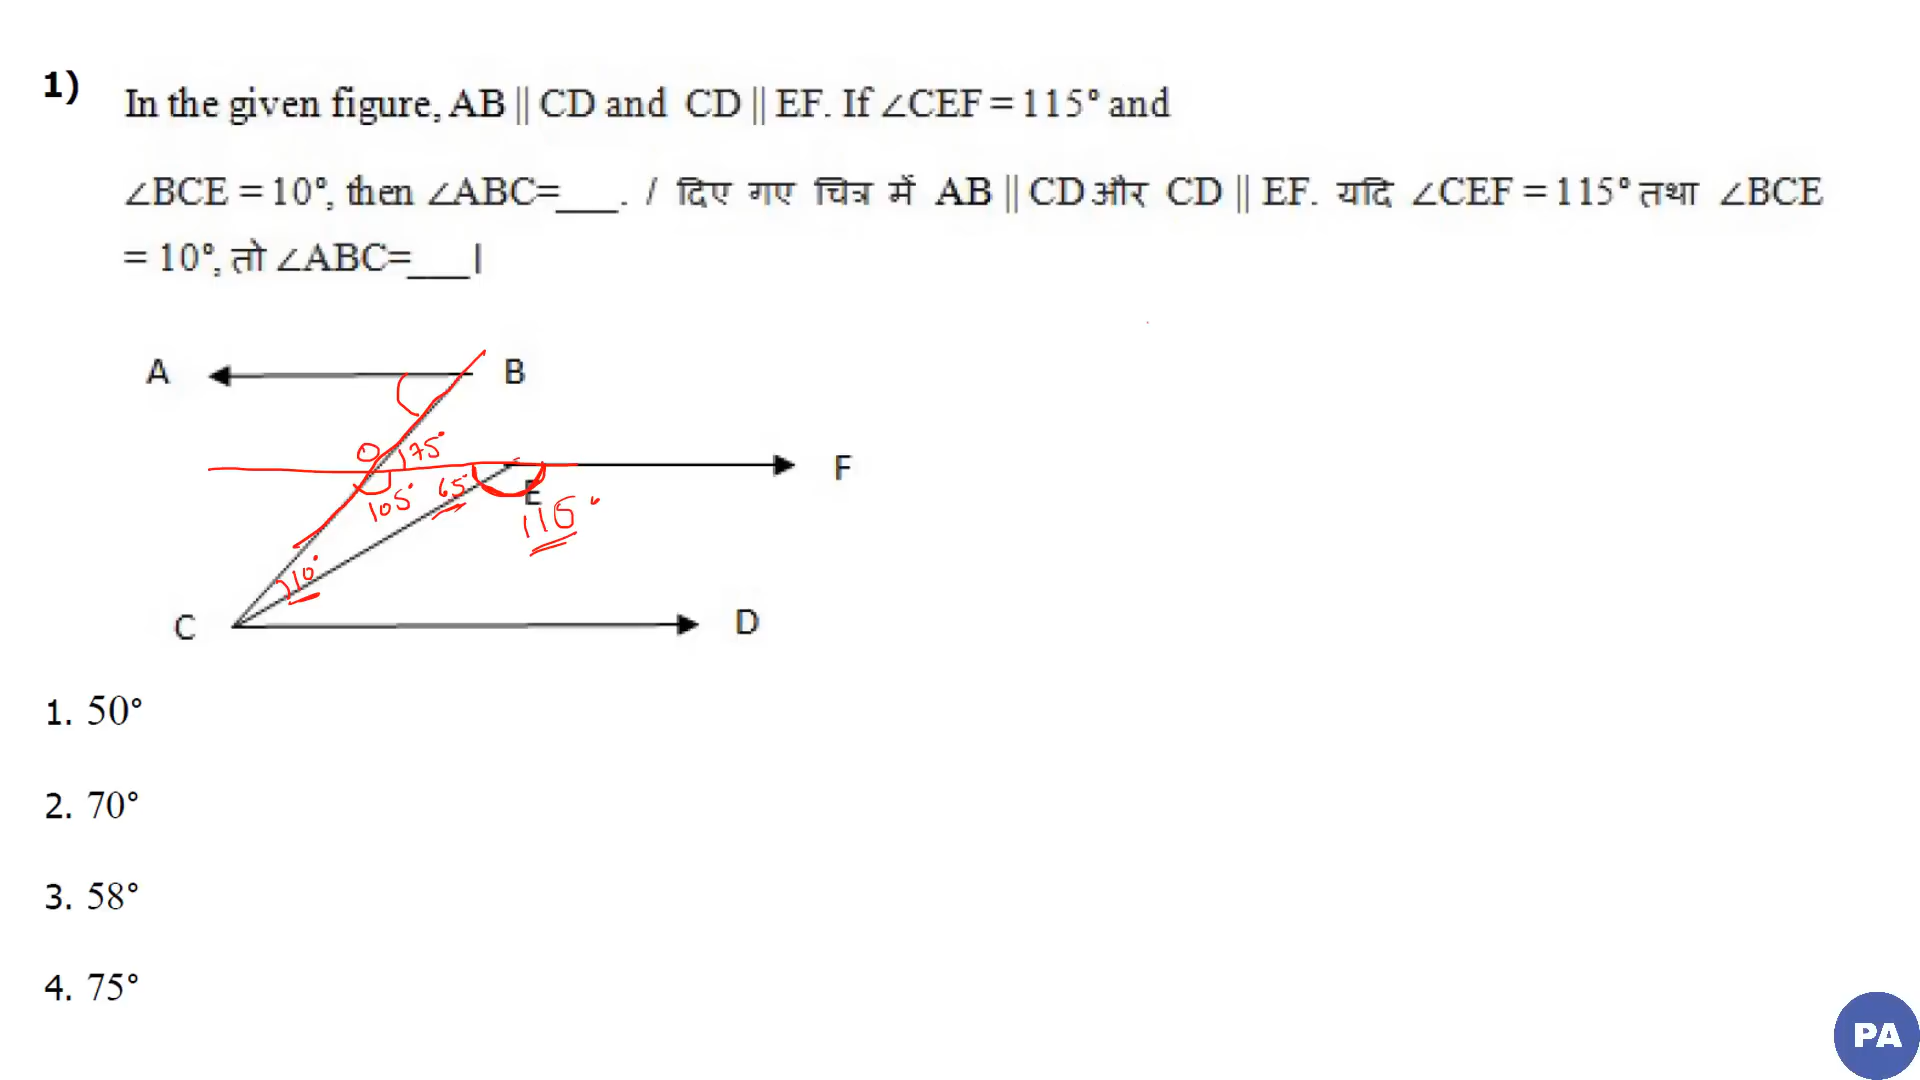 1) In the given figure, AB || CD and CD || EF. If ∠CEF = 115° and
∠BCE = 10°, then ∠ABC=___. / दिए गए चित्र में AB || CD और CD || EF. यदि ∠CEF = 115° तथा ∠BCE
= 10°, तो ∠ABC=___।
A B
O 75°
F
65° E
105°
115°
10°
C D
1. 50°
2. 70°
3. 58°
4. 75°
PA